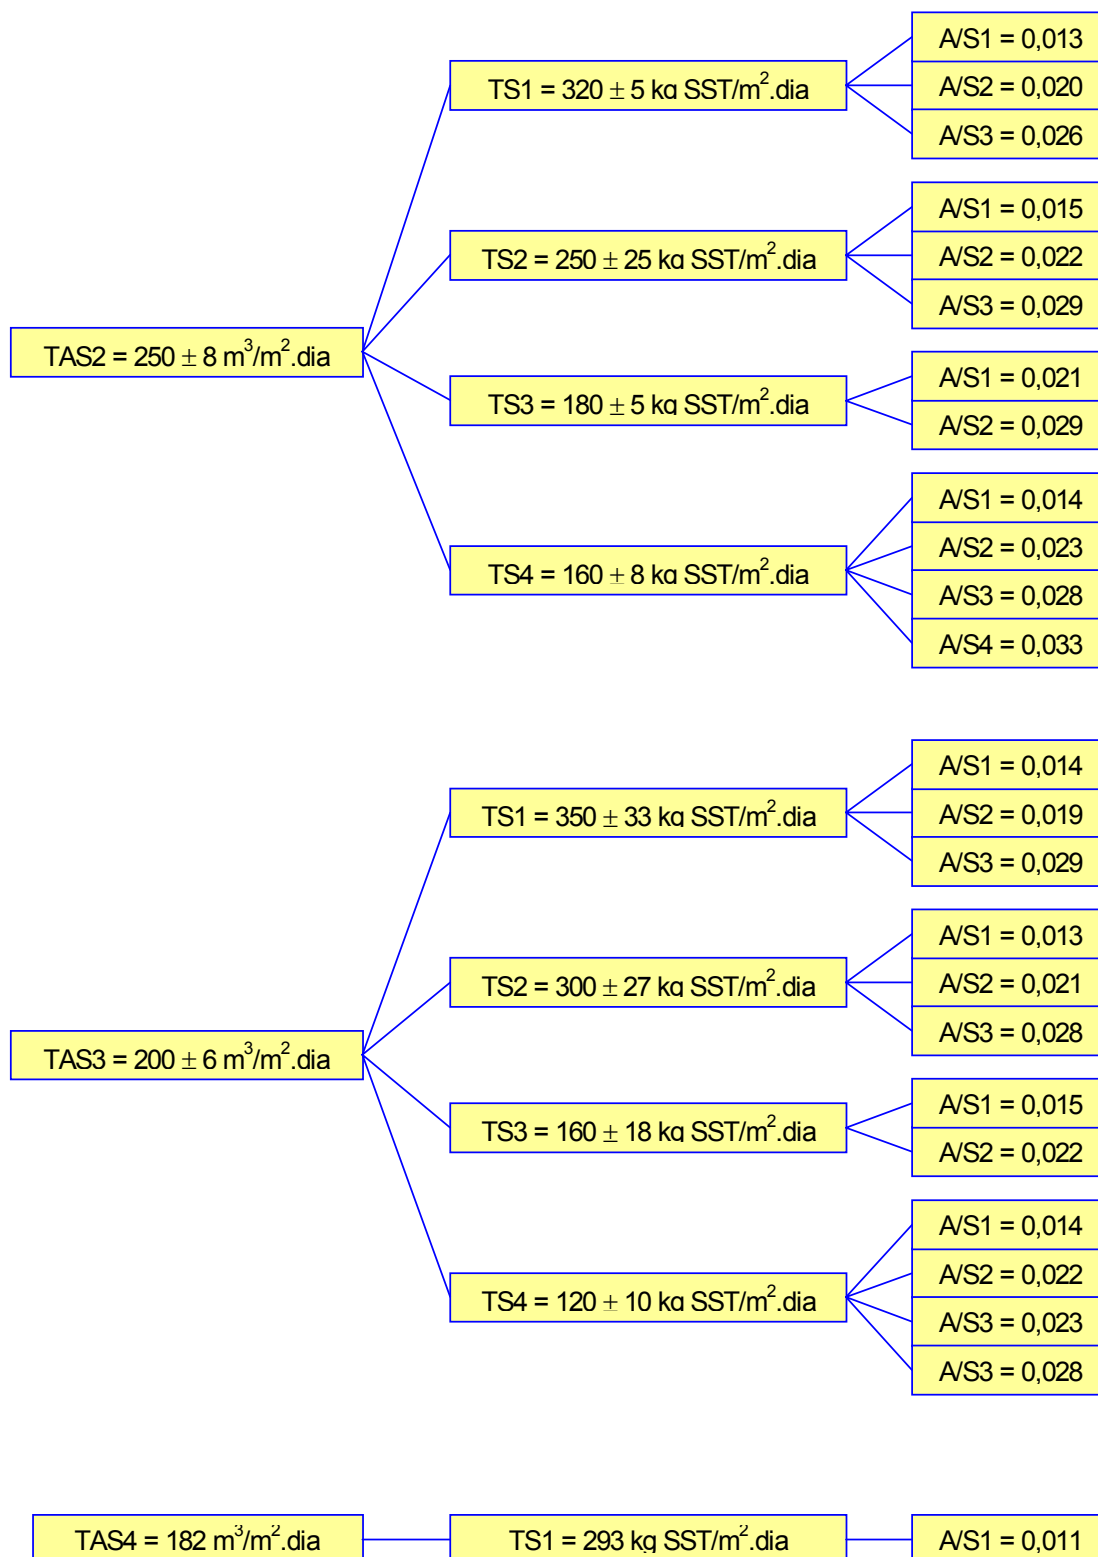 A/S1 = 0,013
TS1 = 320 ± 5 kg SST/m².dia
A/S2 = 0,020
A/S3 = 0,026
A/S1 = 0,015
TS2 = 250 ± 25 kg SST/m².dia
A/S2 = 0,022
A/S3 = 0,029
TAS2 = 250 ± 8 m³/m².dia
A/S1 = 0,021
TS3 = 180 ± 5 kg SST/m².dia
A/S2 = 0,029
A/S1 = 0,014
A/S2 = 0,023
TS4 = 160 ± 8 kg SST/m².dia
A/S3 = 0,028
A/S4 = 0,033
A/S1 = 0,014
TS1 = 350 ± 33 kg SST/m².dia
A/S2 = 0,019
A/S3 = 0,029
A/S1 = 0,013
TS2 = 300 ± 27 kg SST/m².dia
A/S2 = 0,021
A/S3 = 0,028
TAS3 = 200 ± 6 m³/m².dia
A/S1 = 0,015
TS3 = 160 ± 18 kg SST/m².dia
A/S2 = 0,022
A/S1 = 0,014
A/S2 = 0,022
TS4 = 120 ± 10 kg SST/m².dia
A/S3 = 0,023
A/S3 = 0,028
TAS4 = 182 m³/m².dia
TS1 = 293 kg SST/m².dia
A/S1 = 0,011